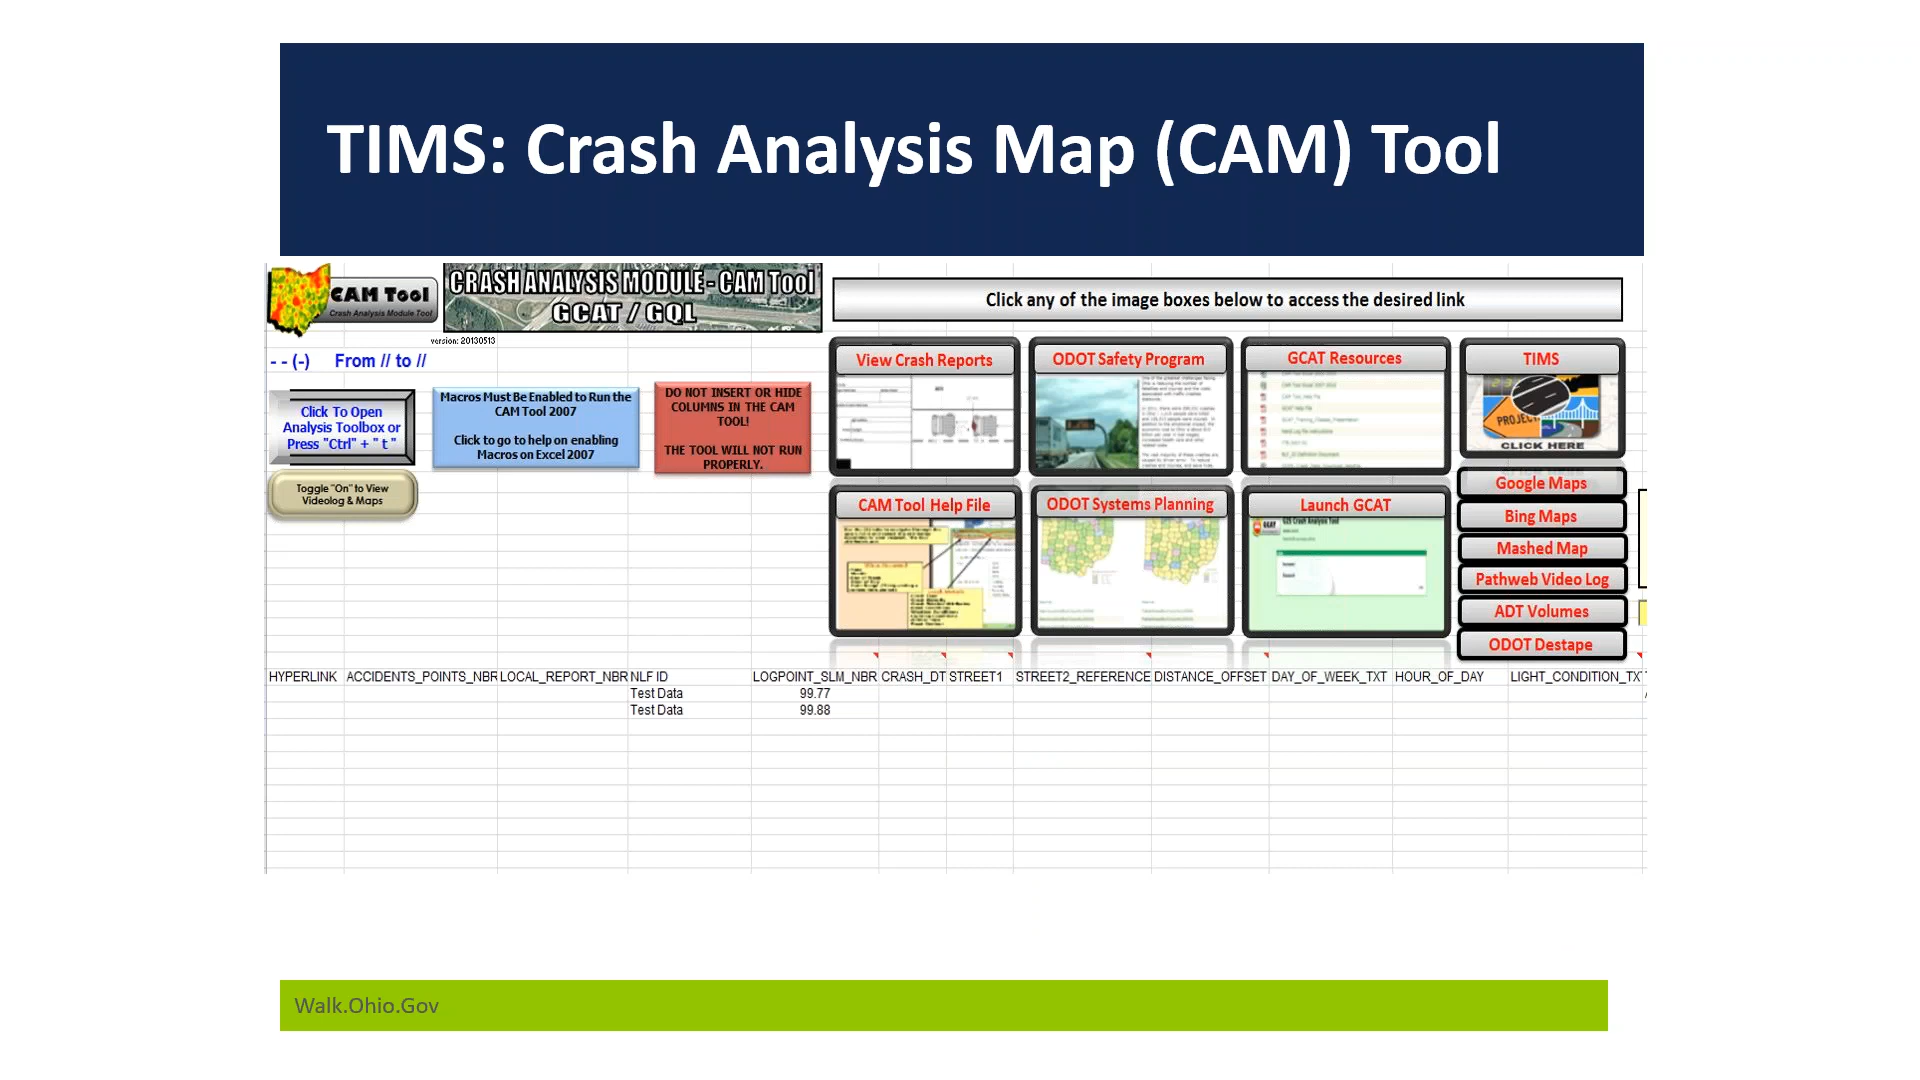 TIMS: Crash Analysis Map (CAM) Tool
CAM Tool
Crash Analysis Module Tool
CRASH ANALYSIS MODULE - CAM Tool
GCAT / GQL
version: 20130513
Click any of the image boxes below to access the desired link
- - (-) From // to //
Click To Open
Analysis Toolbox or
Press "Ctrl" + " t "
Macros Must Be Enabled to Run the
CAM Tool 2007
Click to go to help on enabling
Macros on Excel 2007
DO NOT INSERT OR HIDE
COLUMNS IN THE CAM
TOOL!
THE TOOL WILL NOT RUN
PROPERLY.
Toggle "On" to View
Videolog & Maps
View Crash Reports
ODOT Safety Program
GCAT Resources
TIMS
PROJECT
CLICK HERE
CAM Tool Help File
ODOT Systems Planning
Launch GCAT
GCAT
GIS Crash Analysis Tool
Google Maps
Bing Maps
Mashed Map
Pathweb Video Log
ADT Volumes
ODOT Destape
HYPERLINK ACCIDENTS_POINTS_NBR LOCAL_REPORT_NBR NLF ID LOGPOINT_SLM_NBR CRASH_DT STREET1 STREET2_REFERENCE DISTANCE_OFFSET DAY_OF_WEEK_TXT HOUR_OF_DAY LIGHT_CONDITION_TX
Test Data 99.77
Test Data 99.88
Walk.Ohio.Gov